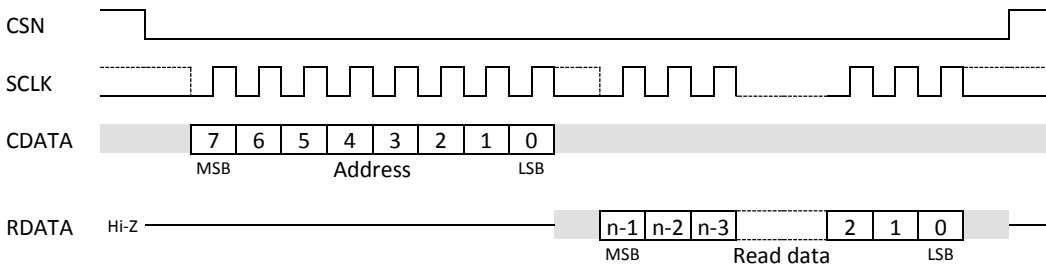 CSN
SCLK
CDATA 7 6 5 4 3 2 1 0
MSB Address LSB
RDATA Hi-Z n-1 n-2 n-3 2 1 0
MSB Read data LSB